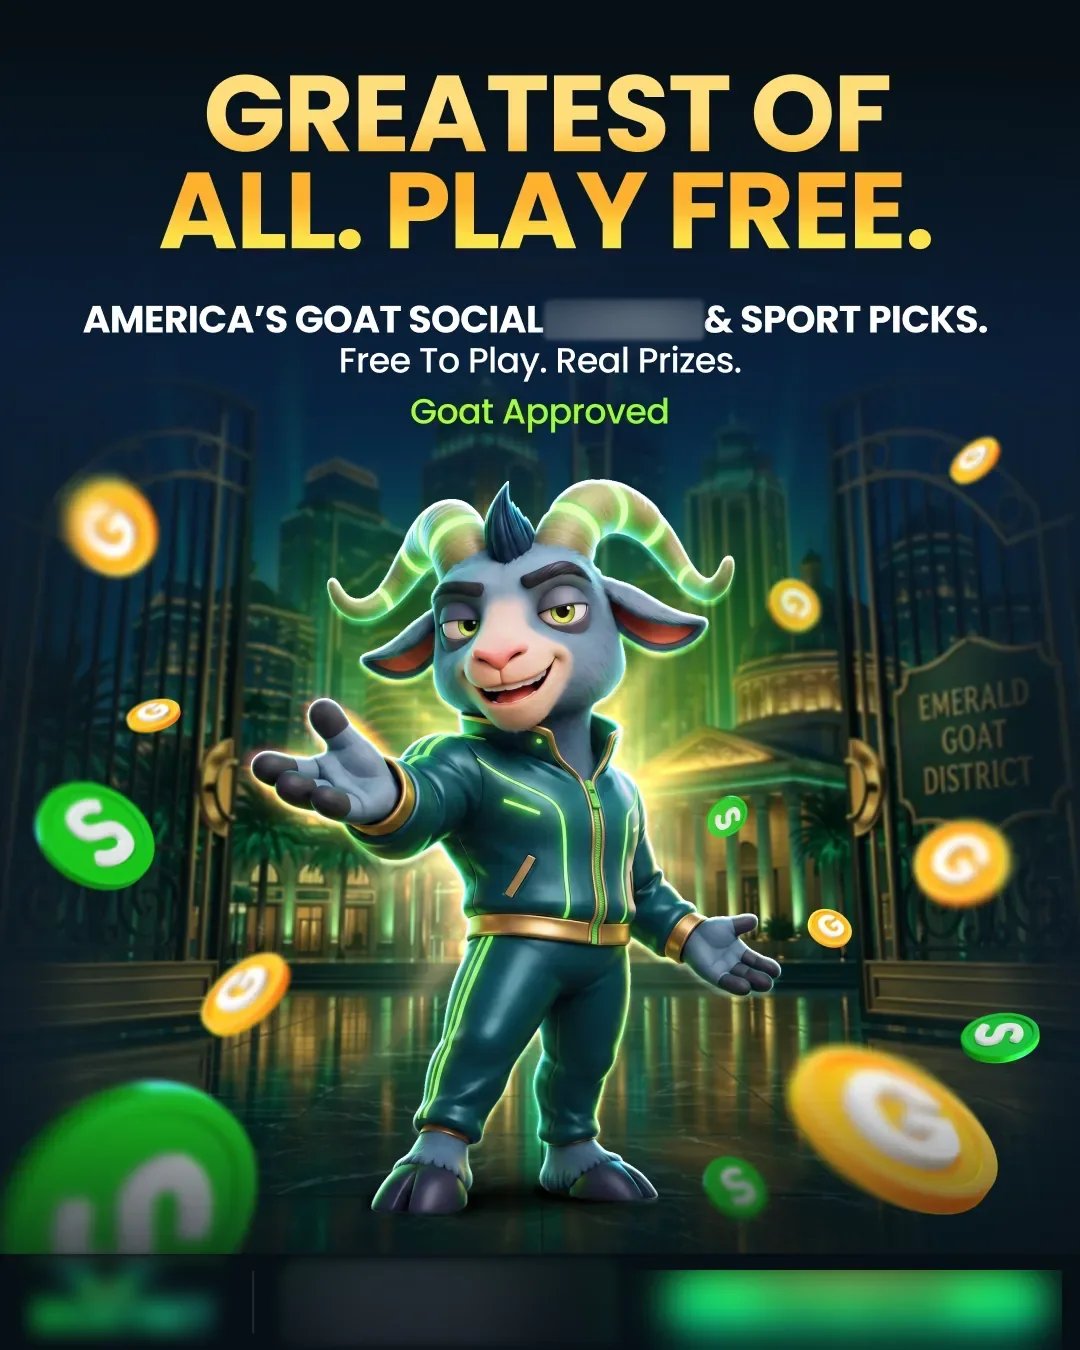 GREATEST OF
ALL. PLAY FREE.
AMERICA'S GOAT SOCIAL & SPORT PICKS.
Free To Play. Real Prizes.
Goat Approved
EMERALD
GOAT
DISTRICT
G
G
G
S
S
G
G
G
S
G
S
S